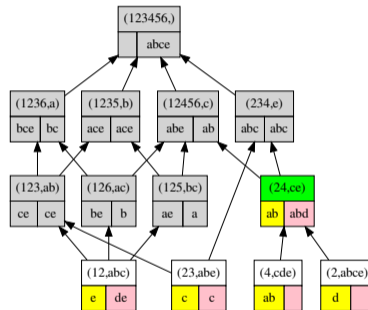 (123456,)
abce
(1236,a) (1235,b) (12456,c) (234,e)
bce bc ace ace abe ab abc abc
(123,ab) (126,ac) (125,bc) (24,ce)
ce ce be b ae a ab abd
(12,abc) (23,abe) (4,cde) (2,abce)
e de c c ab d